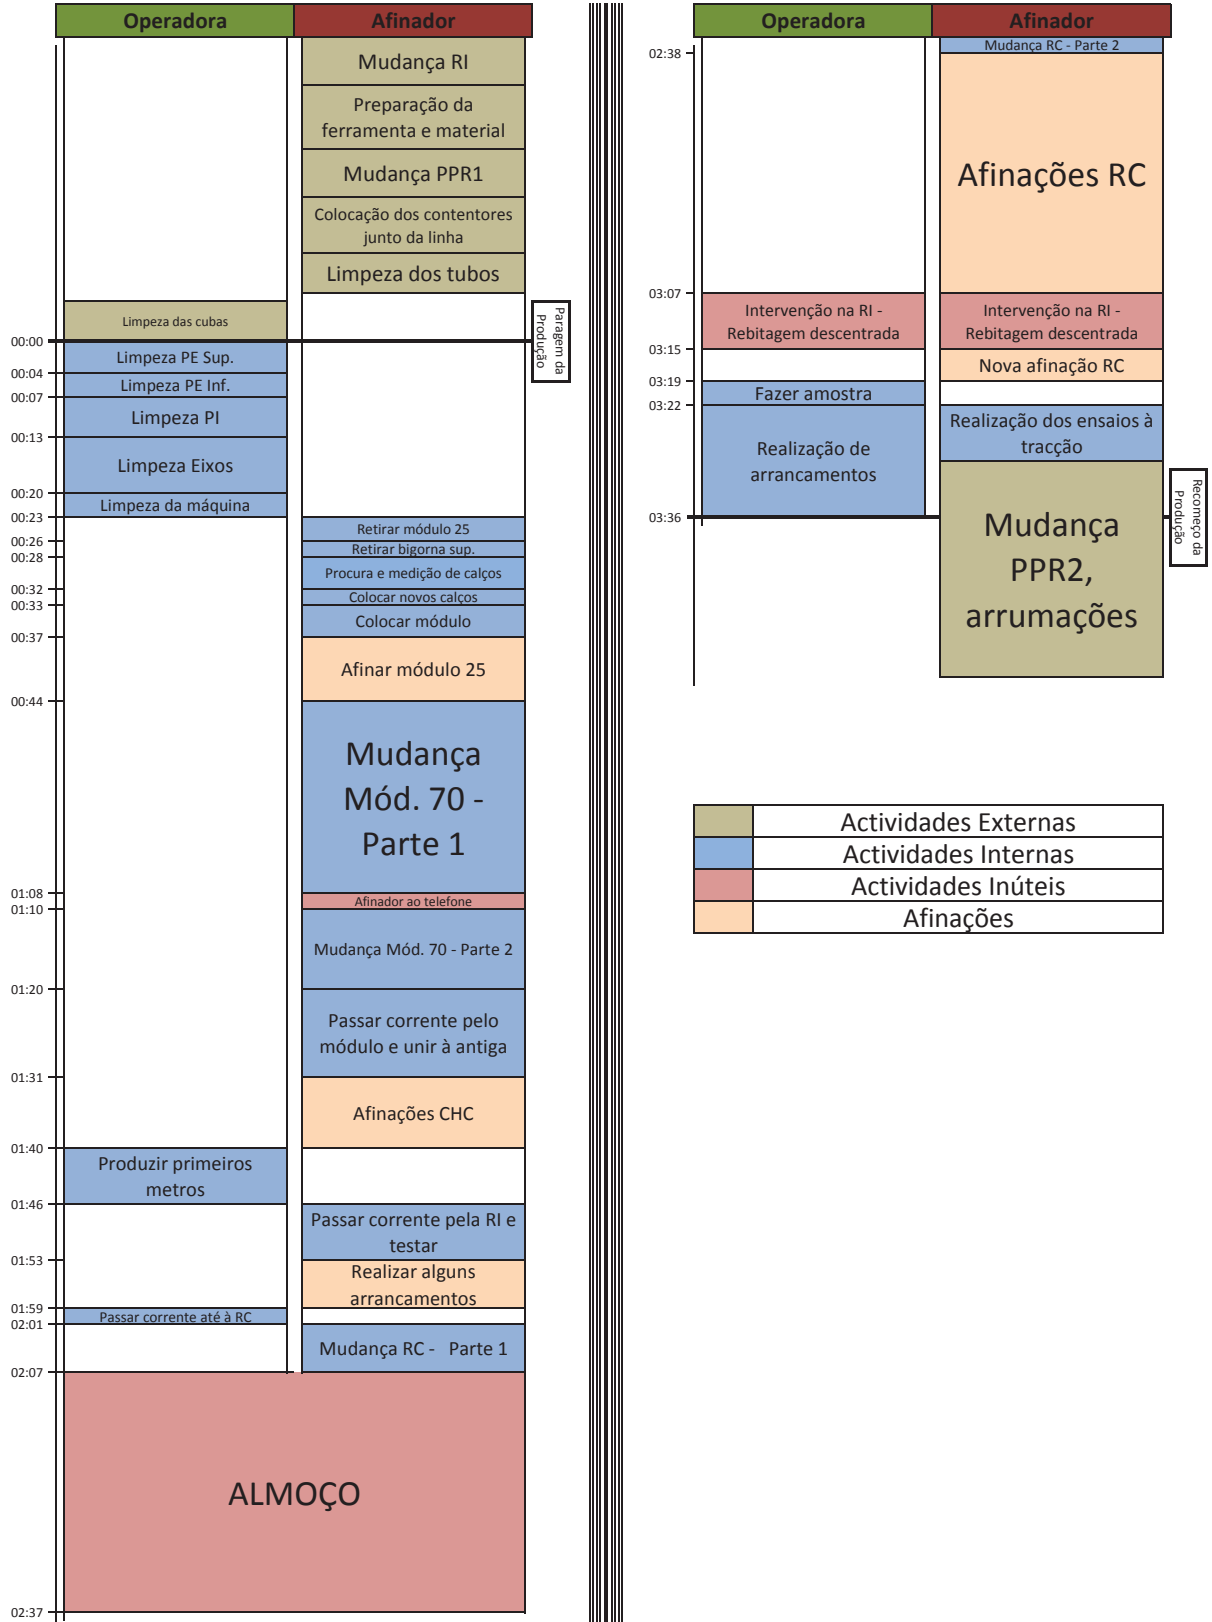 Operadora
Afinador
Mudança RI
Preparação da
ferramenta e material
Mudança PPR1
Colocação dos contentores
junto da linha
Limpeza dos tubos
Limpeza das cubas
Paragem da
Produção
00:00
Limpeza PE Sup.
00:04
Limpeza PE Inf.
00:07
Limpeza PI
00:13
Limpeza Eixos
00:20
Limpeza da máquina
00:23
Retirar módulo 25
00:26
Retirar bigorna sup.
00:28
Procura e medição de calços
00:32
Colocar novos calços
00:33
Colocar módulo
00:37
Afinar módulo 25
00:44
Mudança
Mód. 70 -
Parte 1
01:08
Afinador ao telefone
01:10
Mudança Mód. 70 - Parte 2
01:20
Passar corrente pelo
módulo e unir à antiga
01:31
Afinações CHC
01:40
Produzir primeiros
metros
01:46
Passar corrente pela RI e
testar
01:53
Realizar alguns
arrancamentos
01:59
Passar corrente até à RC
02:01
Mudança RC - Parte 1
02:07
ALMOÇO
02:37
Operadora
Afinador
Mudança RC - Parte 2
02:38
Afinações RC
03:07
Intervenção na RI -
Rebitagem descentrada
Intervenção na RI -
Rebitagem descentrada
03:15
Nova afinação RC
03:19
Fazer amostra
03:22
Realização de
arrancamentos
Realização dos ensaios à
tracção
Recomeço da
Produção
03:36
Mudança
PPR2,
arrumações
Actividades Externas
Actividades Internas
Actividades Inúteis
Afinações